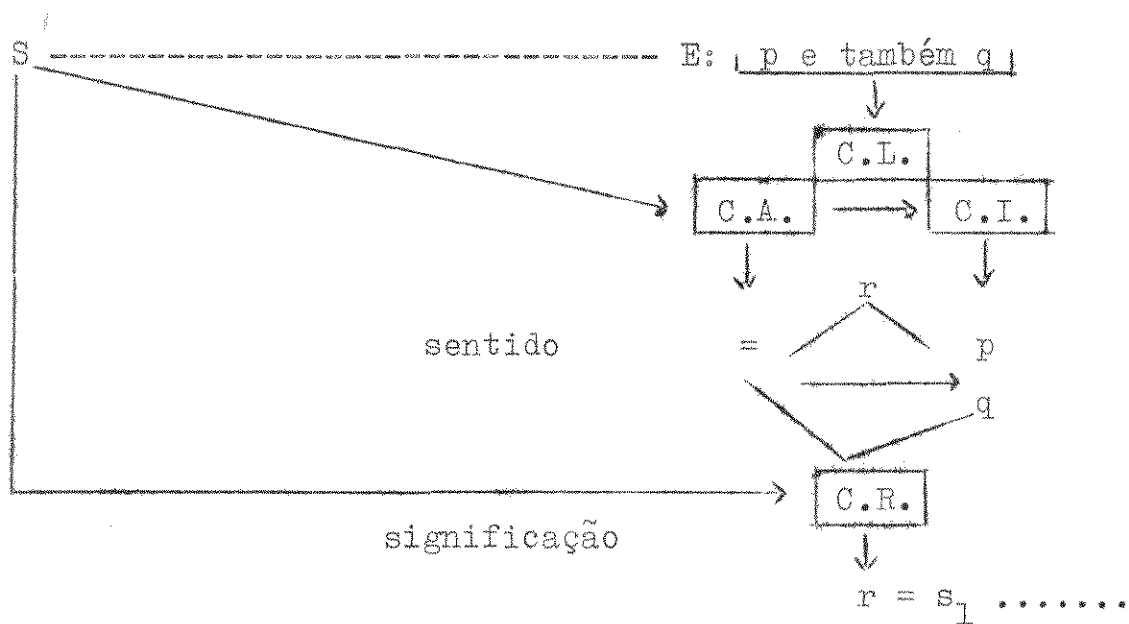 S E: p e também q
C.L.
C.A. C.I.
r
sentido = p
q
C.R.
significação
r = s₁ .......